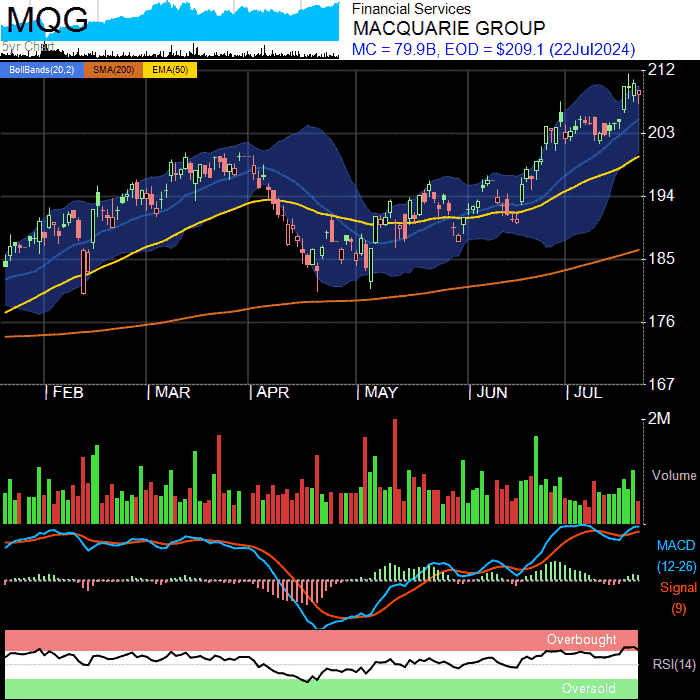 MQG
5yr Chart
Financial Services
MACQUARIE GROUP
MC = 79.9B, EOD = $209.1 (22Jul2024)
BollBands(20,2) SMA(200) EMA(50)
212
203
194
185
176
167
FEB MAR APR MAY JUN JUL
2M
Volume
MACD
(12-26)
Signal
(9)
Overbought
RSI(14)
Oversold